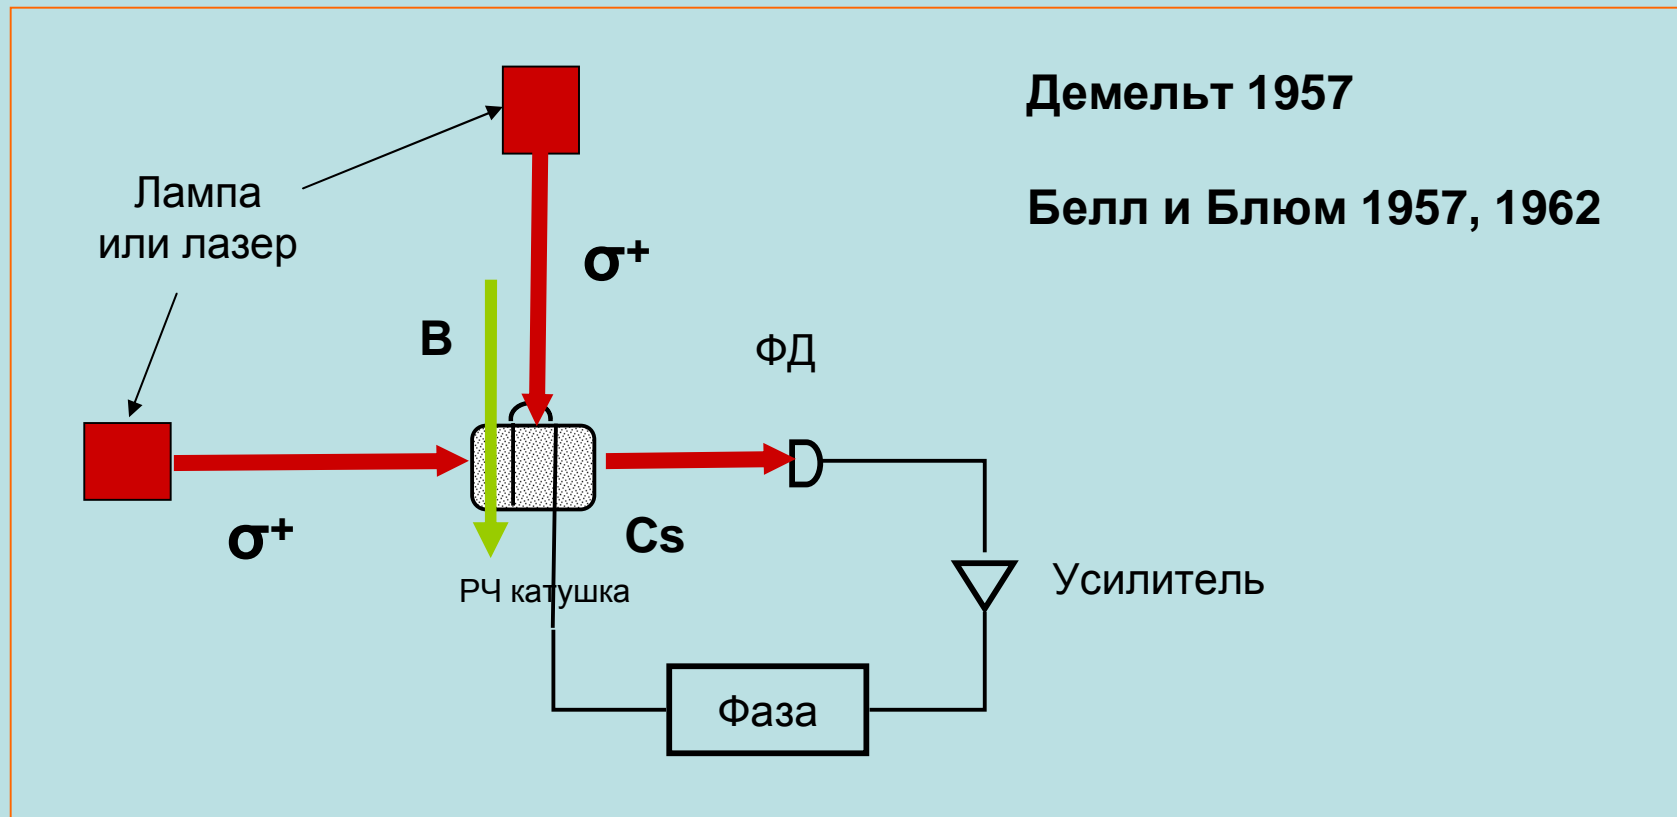 Демельт 1957
Белл и Блюм 1957, 1962
Лампа
или лазер
σ+
B
ФД
σ+
Cs
РЧ катушка
Усилитель
Фаза